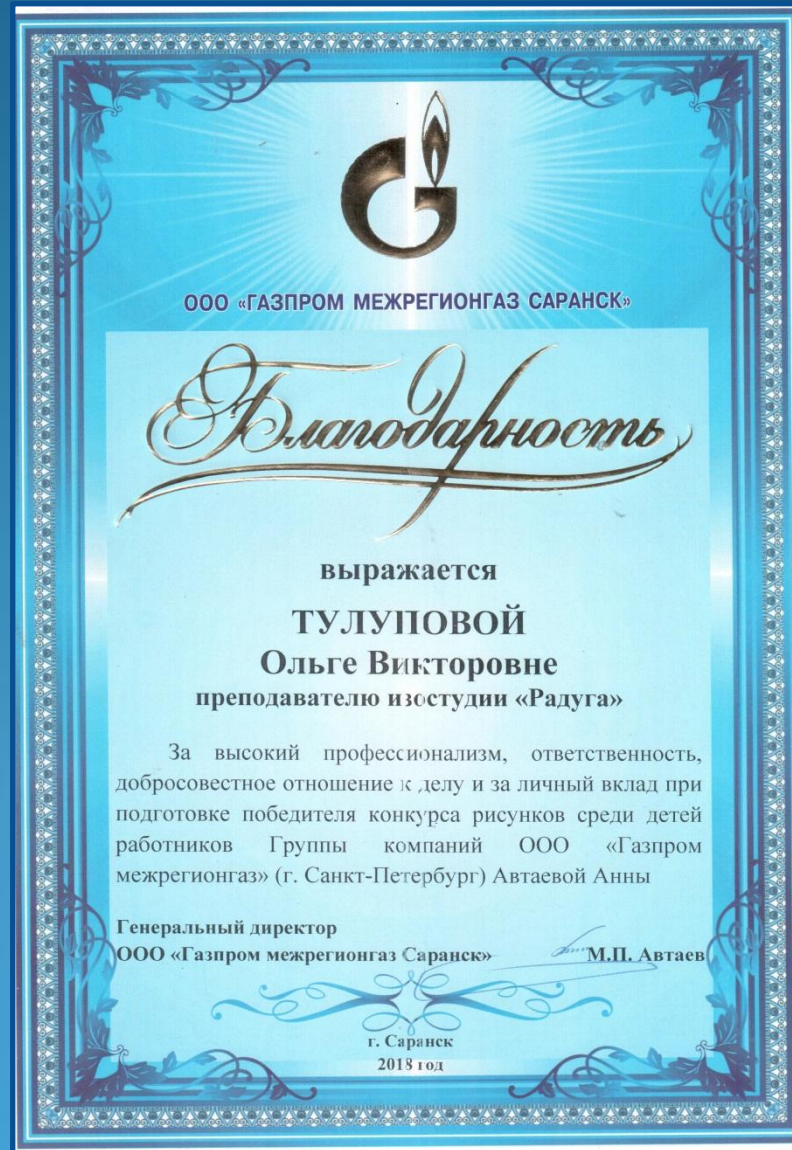 ООО «ГАЗПРОМ МЕЖРЕГИОНГАЗ САРАНСК»
Благодарность
выражается
ТУЛУПОВОЙ
Ольге Викторовне
преподавателю изостудии «Радуга»
За высокий профессионализм, ответственность,
добросовестное отношение к делу и за личный вклад при
подготовке победителя конкурса рисунков среди детей
работников Группы компаний ООО «Газпром
межрегионгаз» (г. Санкт-Петербург) Автаевой Анны
Генеральный директор
ООО «Газпром межрегионгаз Саранск» М.П. Автаев
г. Саранск
2018 год